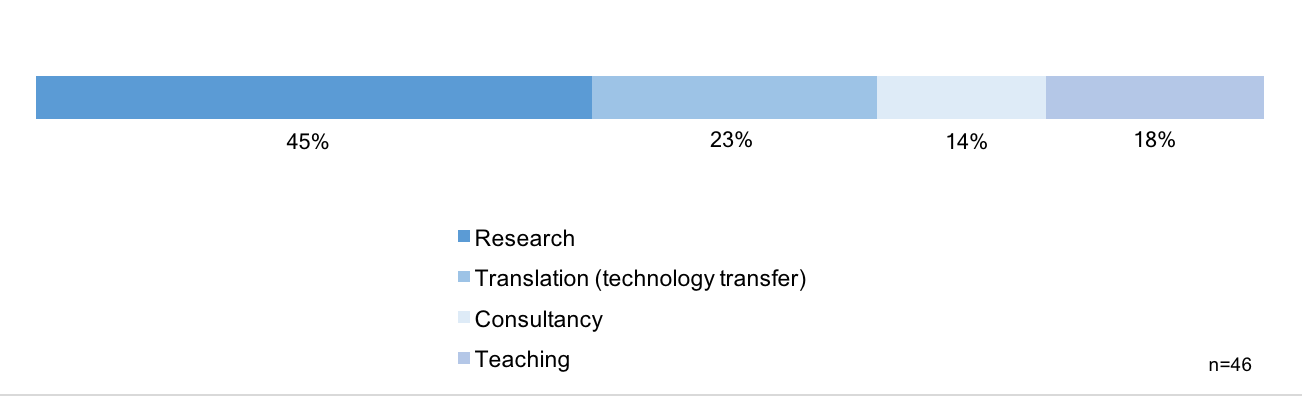 45% 23% 14% 18%
Research
Translation (technology transfer)
Consultancy
Teaching
n=46